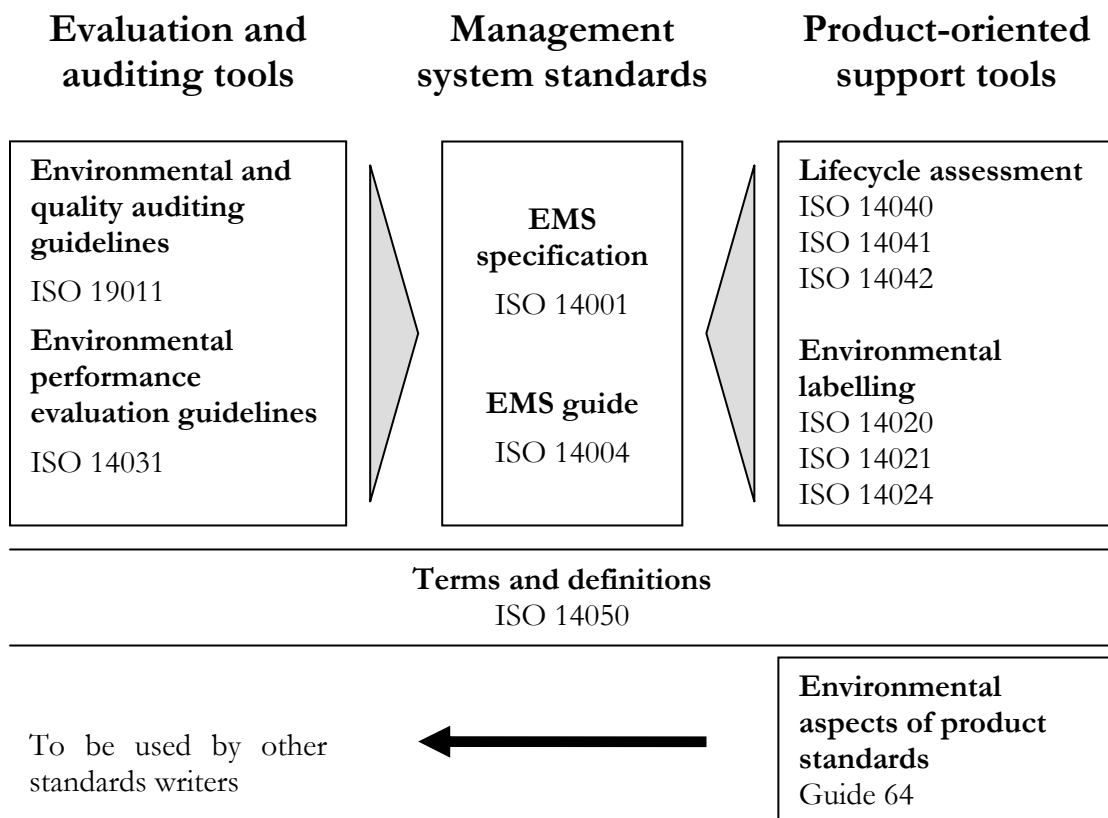 Evaluation and
auditing tools
Management
system standards
Product-oriented
support tools
Environmental and
quality auditing
guidelines
ISO 19011
Environmental
performance
evaluation guidelines
ISO 14031
EMS
specification
ISO 14001
EMS guide
ISO 14004
Lifecycle assessment
ISO 14040
ISO 14041
ISO 14042
Environmental
labelling
ISO 14020
ISO 14021
ISO 14024
Terms and definitions
ISO 14050
To be used by other
standards writers
Environmental
aspects of product
standards
Guide 64